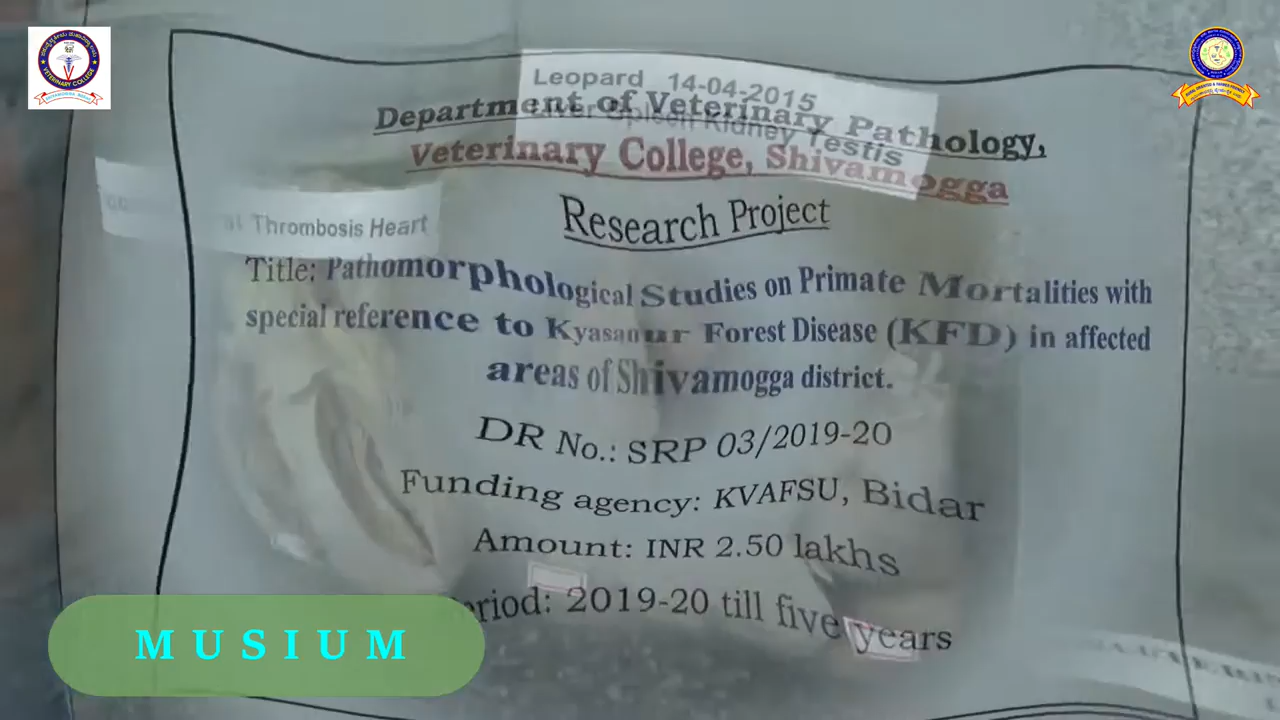 Leopard 14-04-2015
Spleen Kidney Testis
Department of Veterinary Pathology,
Veterinary College, Shivamogga
Thrombosis Heart
Research Project
Title: Pathomorphological Studies on Primate Mortalities with
special reference to Kyasanur Forest Disease (KFD) in affected
areas of Shivamogga district.
DR No.: SRP 03/2019-20
Funding agency: KVAFSU, Bidar
Amount: INR 2.50 lakhs
eriod: 2019-20 till five years
MUSIUM
VETERINARY COLLEGE